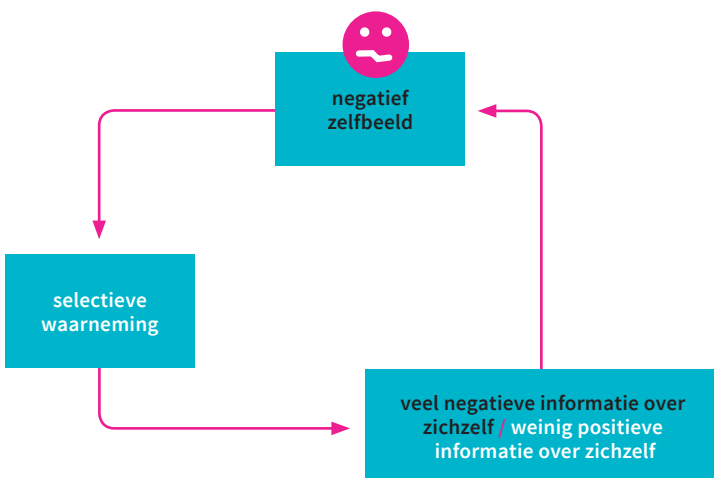 negatief
zelfbeeld
selectieve
waarneming
veel negatieve informatie over
zichzelf / weinig positieve
informatie over zichzelf